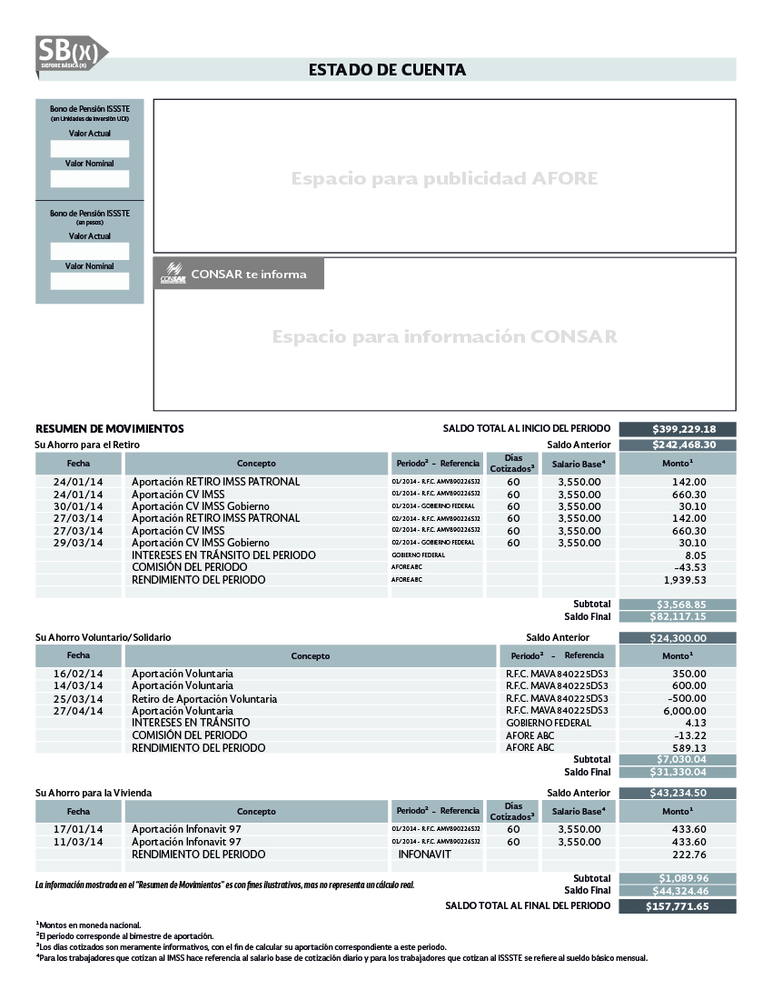 SB(X)
SIEFORE BÁSICA (X)
ESTADO DE CUENTA
Bono de Pensión ISSSTE
(en Unidades de Inversión UDI)
Valor Actual
Valor Nominal
Bono de Pensión ISSSTE
(en pesos)
Valor Actual
Valor Nominal
Espacio para publicidad AFORE
CONSAR CONSAR te informa
Espacio para información CONSAR
RESUMEN DE MOVIMIENTOS SALDO TOTAL AL INICIO DEL PERIODO $399,229.18
Su Ahorro para el Retiro Saldo Anterior $242,468.30
Fecha Concepto Periodo² - Referencia Días Cotizados³ Salario Base⁴ Monto¹
24/01/14 Aportación RETIRO IMSS PATRONAL 01/2014 - R.F.C. AMV890226SJ2 60 3,550.00 142.00
24/01/14 Aportación CV IMSS 01/2014 - R.F.C. AMV890226SJ2 60 3,550.00 660.30
30/01/14 Aportación CV IMSS Gobierno 01/2014 - GOBIERNO FEDERAL 60 3,550.00 30.10
27/03/14 Aportación RETIRO IMSS PATRONAL 02/2014 - R.F.C. AMV890226SJ2 60 3,550.00 142.00
27/03/14 Aportación CV IMSS 02/2014 - R.F.C. AMV890226SJ2 60 3,550.00 660.30
29/03/14 Aportación CV IMSS Gobierno 02/2014 - GOBIERNO FEDERAL 60 3,550.00 30.10
INTERESES EN TRÁNSITO DEL PERIODO GOBIERNO FEDERAL 8.05
COMISIÓN DEL PERIODO AFORE ABC -43.53
RENDIMIENTO DEL PERIODO AFORE ABC 1,939.53
Subtotal $3,568.85
Saldo Final $82,117.15
Su Ahorro Voluntario/Solidario Saldo Anterior $24,300.00
Fecha Concepto Periodo² - Referencia Monto¹
16/02/14 Aportación Voluntaria R.F.C. MAVA840225DS3 350.00
14/03/14 Aportación Voluntaria R.F.C. MAVA840225DS3 600.00
25/03/14 Retiro de Aportación Voluntaria R.F.C. MAVA840225DS3 -500.00
27/04/14 Aportación Voluntaria R.F.C. MAVA840225DS3 6,000.00
INTERESES EN TRÁNSITO GOBIERNO FEDERAL 4.13
COMISIÓN DEL PERIODO AFORE ABC -13.22
RENDIMIENTO DEL PERIODO AFORE ABC 589.13
Subtotal $7,030.04
Saldo Final $31,330.04
Su Ahorro para la Vivienda Saldo Anterior $43,234.50
Fecha Concepto Periodo² - Referencia Días Cotizados³ Salario Base⁴ Monto¹
17/01/14 Aportación Infonavit 97 01/2014 - R.F.C. AMV890226SJ2 60 3,550.00 433.60
11/03/14 Aportación Infonavit 97 01/2014 - R.F.C. AMV890226SJ2 60 3,550.00 433.60
RENDIMIENTO DEL PERIODO INFONAVIT 222.76
Subtotal $1,089.96
La información mostrada en el "Resumen de Movimientos" es con fines ilustrativos, mas no representa un cálculo real. Saldo Final $44,324.46
SALDO TOTAL AL FINAL DEL PERIODO $157,771.65
¹Montos en moneda nacional.
²El periodo corresponde al bimestre de aportación.
³Los días cotizados son meramente informativos, con el fin de calcular su aportación correspondiente a este periodo.
⁴Para los trabajadores que cotizan al IMSS hace referencia al salario base de cotización diario y para los trabajadores que cotizan al ISSSTE se refiere al sueldo básico mensual.